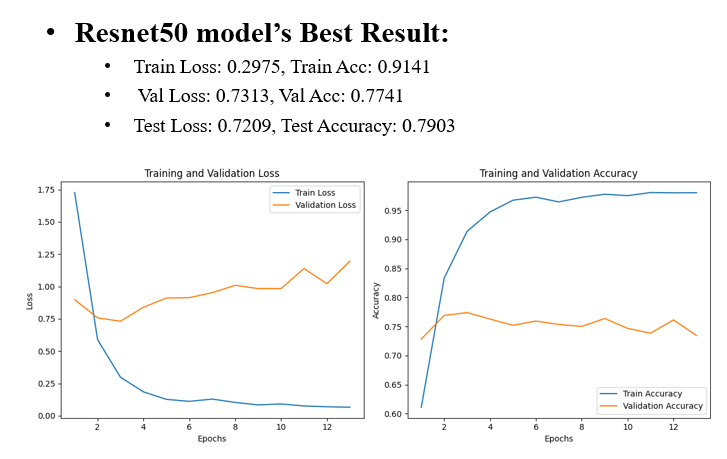 • Resnet50 model's Best Result:
• Train Loss: 0.2975, Train Acc: 0.9141
• Val Loss: 0.7313, Val Acc: 0.7741
• Test Loss: 0.7209, Test Accuracy: 0.7903
Training and Validation Loss
Train Loss
Validation Loss
1.75
1.50
1.25
1.00
0.75
0.50
0.25
0.00
Loss
2 4 6 8 10 12
Epochs
Training and Validation Accuracy
0.95
0.90
0.85
0.80
0.75
0.70
0.65
0.60
Accuracy
Train Accuracy
Validation Accuracy
2 4 6 8 10 12
Epochs